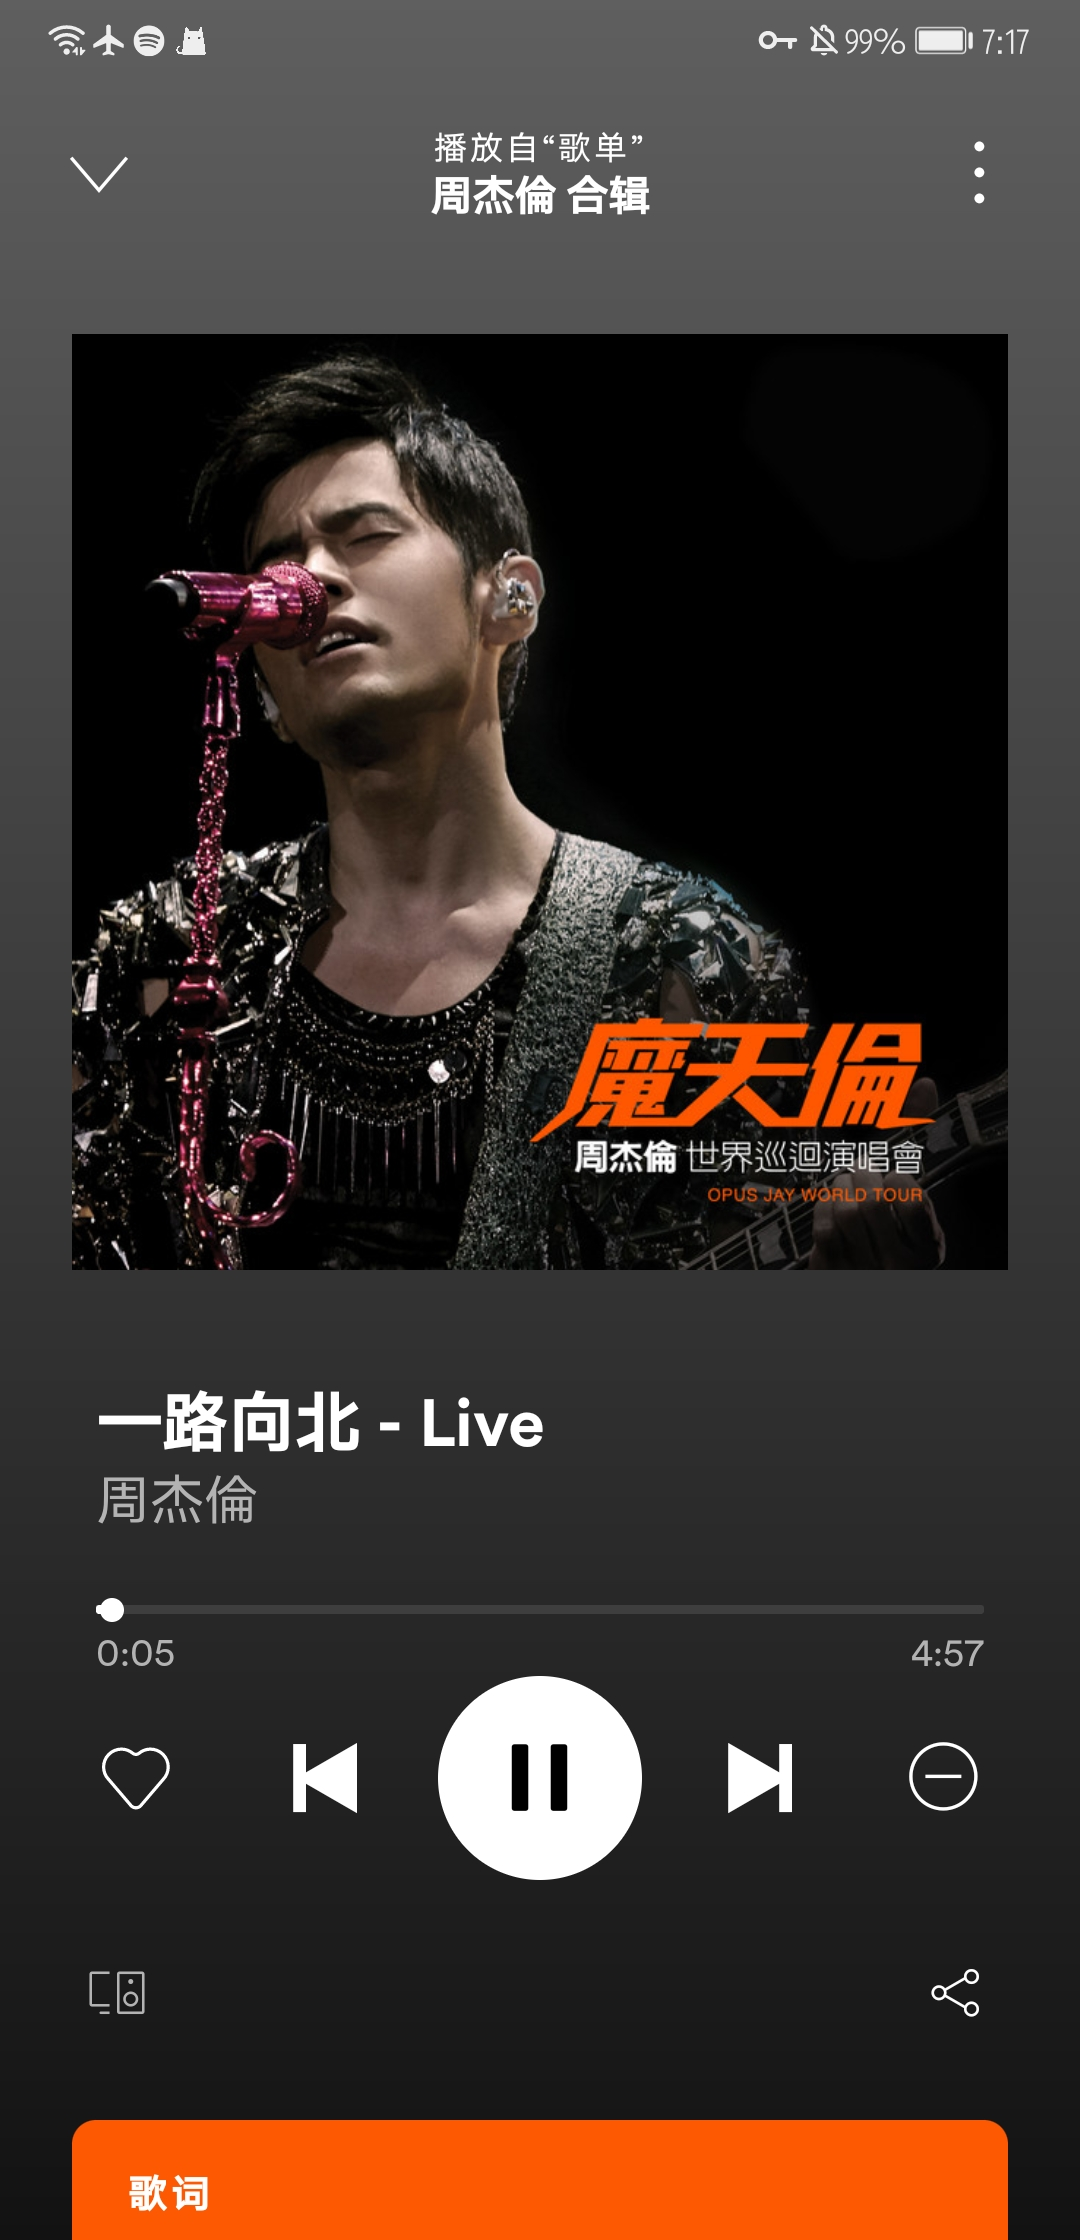 99% 7:17
播放自“歌单”
周杰倫 合辑
魔天倫
周杰倫 世界巡迴演唱會
OPUS JAY WORLD TOUR
一路向北 - Live
周杰倫
0:05 4:57
歌词